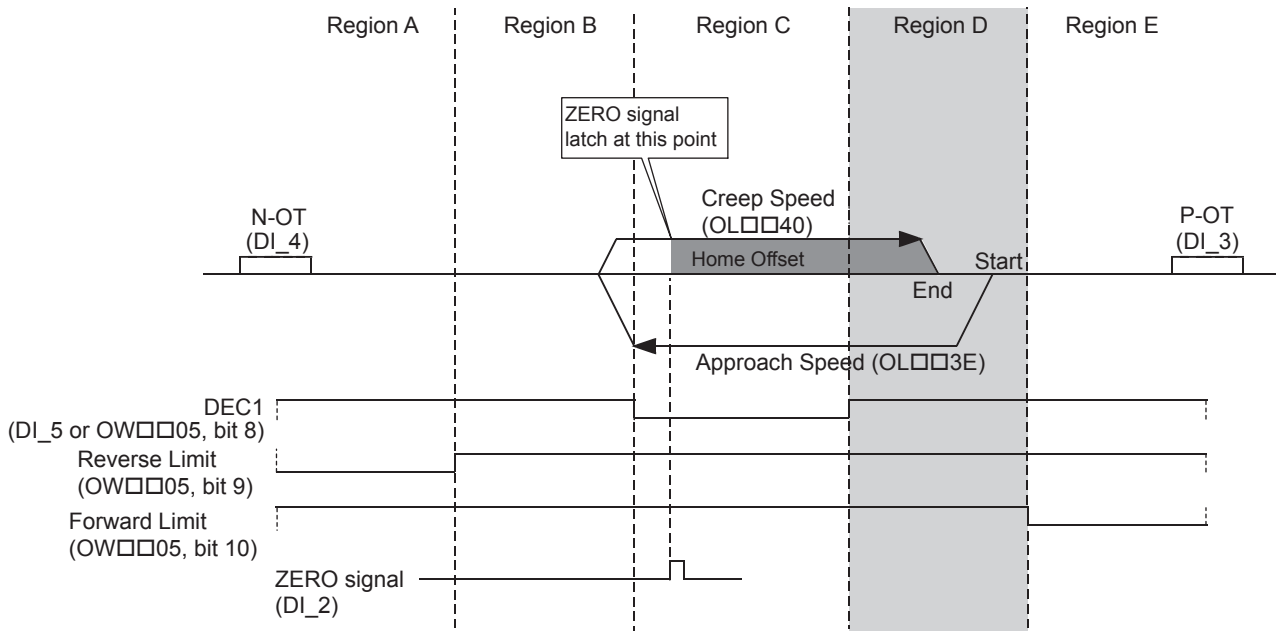 Region A
Region B
Region C
Region D
Region E
ZERO signal
latch at this point
Creep Speed
(OL□□40)
N-OT
(DI_4)
P-OT
(DI_3)
Home Offset
Start
End
Approach Speed (OL□□3E)
DEC1
(DI_5 or OW□□05, bit 8)
Reverse Limit
(OW□□05, bit 9)
Forward Limit
(OW□□05, bit 10)
ZERO signal
(DI_2)